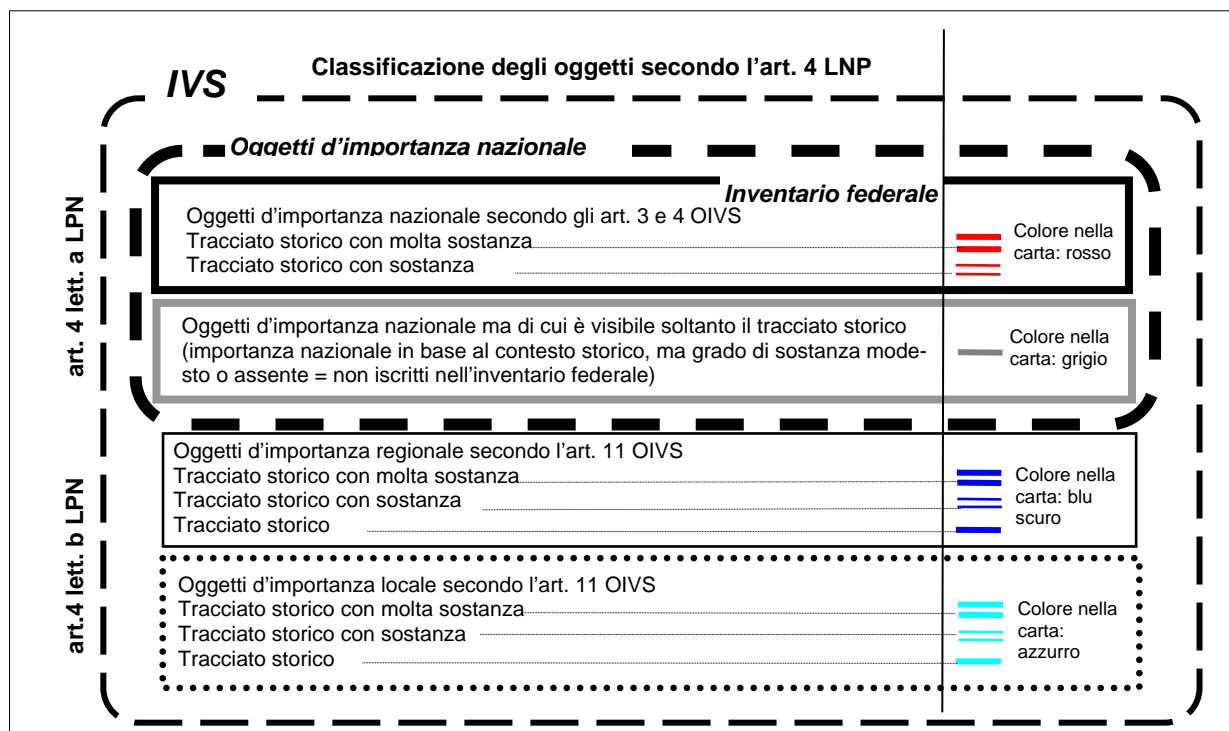 Classificazione degli oggetti secondo l'art. 4 LNP
IVS
Oggetti d'importanza nazionale
Inventario federale
Oggetti d'importanza nazionale secondo gli art. 3 e 4 OIVS
Tracciato storico con molta sostanza
Tracciato storico con sostanza
Colore nella
carta: rosso
art. 4 lett. a LPN
Oggetti d'importanza nazionale ma di cui è visibile soltanto il tracciato storico
(importanza nazionale in base al contesto storico, ma grado di sostanza mode-
sto o assente = non iscritti nell'inventario federale)
Colore nella
carta: grigio
Oggetti d'importanza regionale secondo l'art. 11 OIVS
Tracciato storico con molta sostanza
Tracciato storico con sostanza
Tracciato storico
Colore nella
carta: blu
scuro
art.4 lett. b LPN
Oggetti d'importanza locale secondo l'art. 11 OIVS
Tracciato storico con molta sostanza
Tracciato storico con sostanza
Tracciato storico
Colore nella
carta:
azzurro